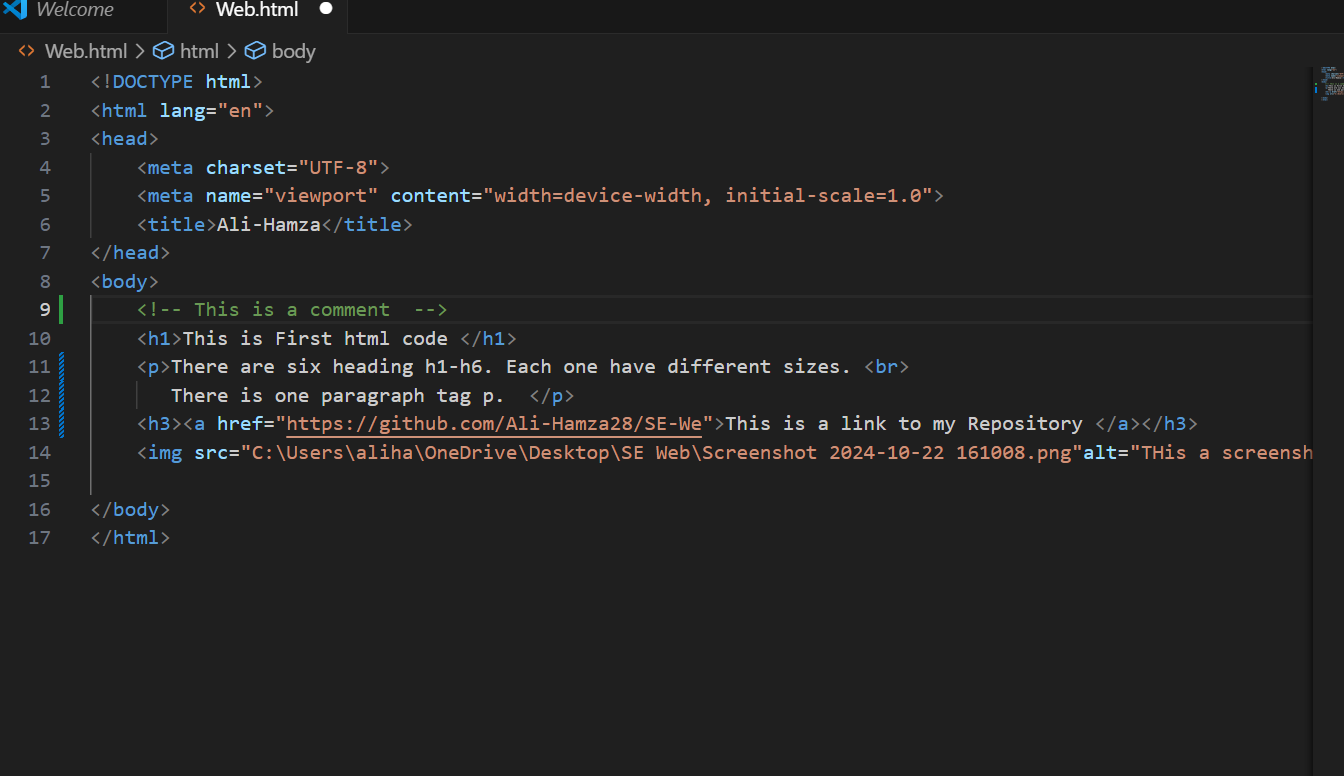 Welcome Web.html
Web.html > html > body
1 <!DOCTYPE html>
2 <html lang="en">
3 <head>
4 <meta charset="UTF-8">
5 <meta name="viewport" content="width=device-width, initial-scale=1.0">
6 <title>Ali-Hamza</title>
7 </head>
8 <body>
9 <!-- This is a comment  -->
10 <h1>This is First html code </h1>
11 <p>There are six heading h1-h6. Each one have different sizes. <br>
12 There is one paragraph tag p.  </p>
13 <h3><a href="https://github.com/Ali-Hamza28/SE-We">This is a link to my Repository </a></h3>
14 <img src="C:\Users\aliha\OneDrive\Desktop\SE Web\Screenshot 2024-10-22 161008.png"alt="THis a screensh
15
16 </body>
17 </html>